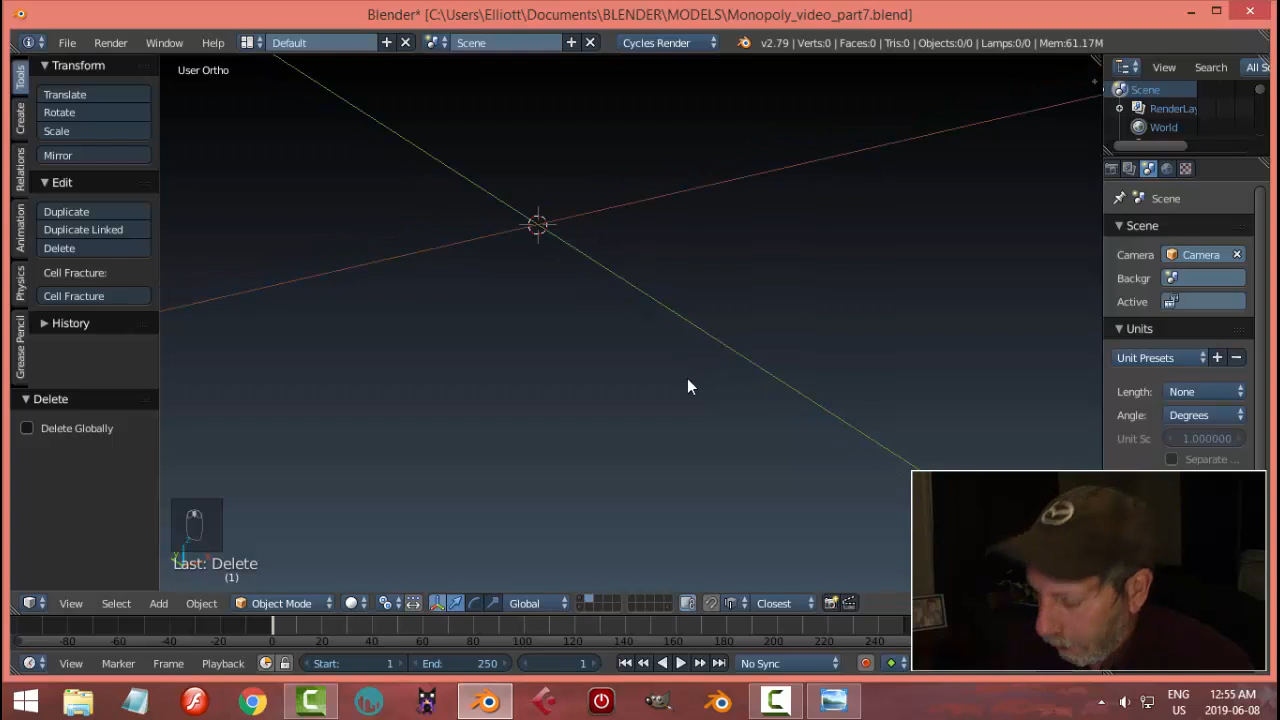 Blender* [C:\Users\Elliott\Documents\BLENDER\MODELS\Monopoly_video_part7.blend]
File Render Window Help Default Scene Cycles Render v2.79 | Verts:0 | Faces:0 | Tris:0 | Objects:0/0 | Lamps:0/0 | Mem:61.17M
Tools
Create
Relations
Animation
Physics
Grease Pencil
Transform
Translate
Rotate
Scale
Mirror
Edit
Duplicate
Duplicate Linked
Delete
Cell Fracture:
Cell Fracture
History
Delete
Delete Globally
User Ortho
Last: Delete
(1)
View Search All Sc
Scene
RenderLay
World
Scene
Scene
Camera Camera
Backgr
Active
Units
Unit Presets
Length: None
Angle: Degrees
Unit Sc 1.000000
Separate ...
View Select Add Object Object Mode Global Closest
-80 -60 -40 -20 0 20 40 60 80 100 120 140 160 180 200 220 240
View Marker Frame Playback Start: 1 End: 250 1 No Sync
ENG 12:55 AM
US 2019-06-08